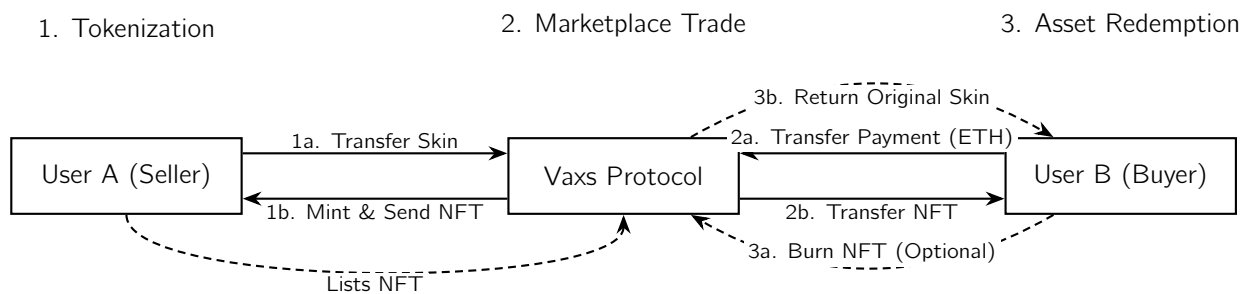 1. Tokenization
2. Marketplace Trade
3. Asset Redemption
3b. Return Original Skin
1a. Transfer Skin
2a. Transfer Payment (ETH)
User A (Seller)
Vaxs Protocol
User B (Buyer)
1b. Mint & Send NFT
2b. Transfer NFT
3a. Burn NFT (Optional)
Lists NFT